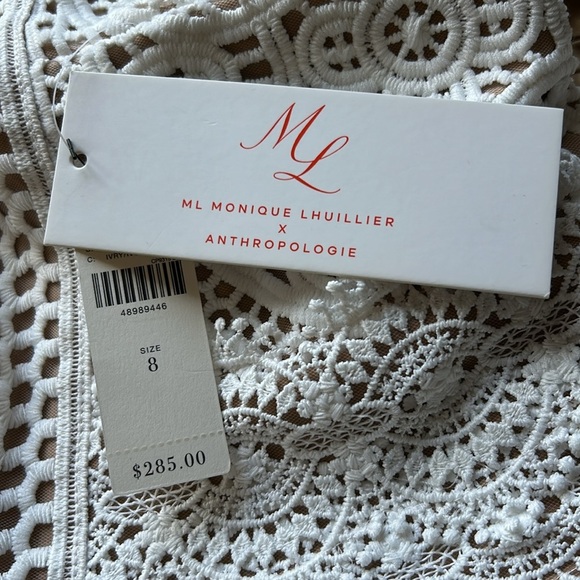 ML
ML MONIQUE LHUILLIER
X
ANTHROPOLOGIE
48989446
SIZE
8
$285.00